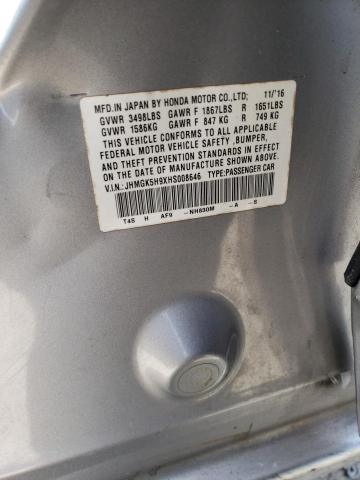 MFD.IN JAPAN BY HONDA MOTOR CO.,LTD; 11/'16
GVWR 3498LBS GAWR F 1867LBS R 1651LBS
GVWR 1586KG GAWR F 847 KG R 749 KG
THIS VEHICLE CONFORMS TO ALL APPLICABLE
FEDERAL MOTOR VEHICLE SAFETY ,BUMPER,
AND THEFT PREVENTION STANDARDS IN EFFECT
ON THE DATE OF MANUFACTURE SHOWN ABOVE.
V.I.N.: JHMGK5H9XHS008646 TYPE:PASSENGER CAR
T4S H AF9 -NH830M -A -S